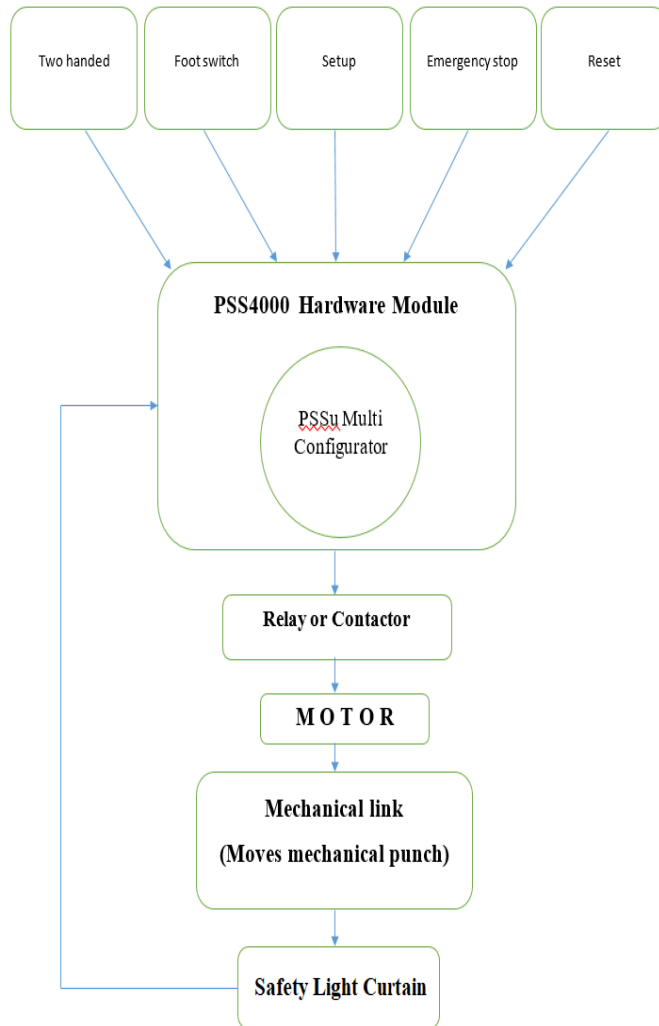 Two handed
Foot switch
Setup
Emergency stop
Reset
PSS4000 Hardware Module
PSSu Multi
Configurator
Relay or Contactor
M O T O R
Mechanical link
(Moves mechanical punch)
Safety Light Curtain